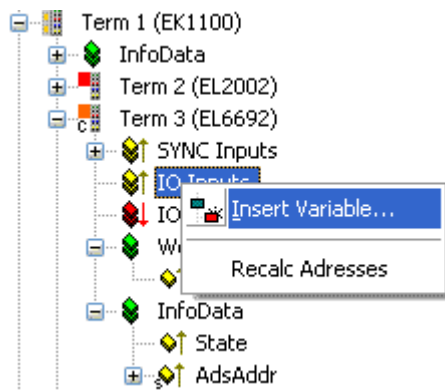 Term 1 (EK1100)
InfoData
Term 2 (EL2002)
Term 3 (EL6692)
C
SYNC Inputs
IO Inputs
Insert Variable...
IO
Recalc Adresses
InfoData
State
S
AdsAddr